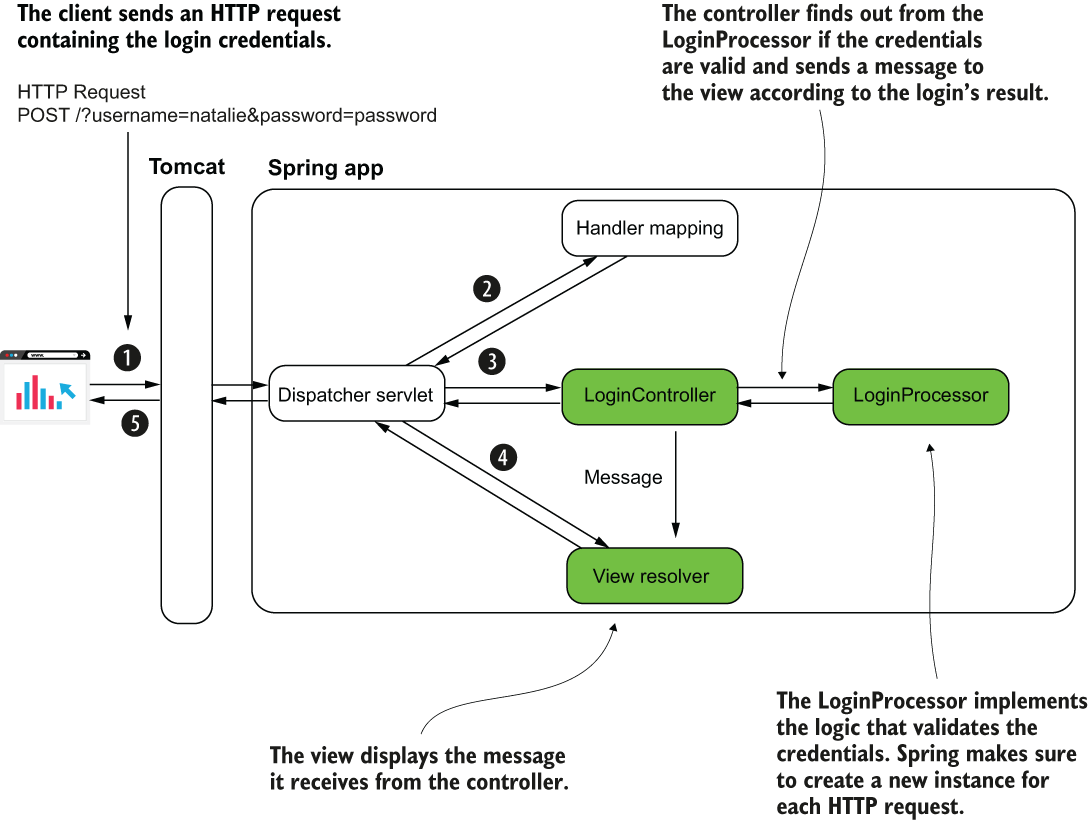 The client sends an HTTP request
containing the login credentials.
HTTP Request
POST /?username=natalie&password=password
The controller finds out from the
LoginProcessor if the credentials
are valid and sends a message to
the view according to the login’s result.
Tomcat
Spring app
Handler mapping
2
www.
1
3
Dispatcher servlet
LoginController
LoginProcessor
5
4
Message
View resolver
The view displays the message
it receives from the controller.
The LoginProcessor implements
the logic that validates the
credentials. Spring makes sure
to create a new instance for
each HTTP request.